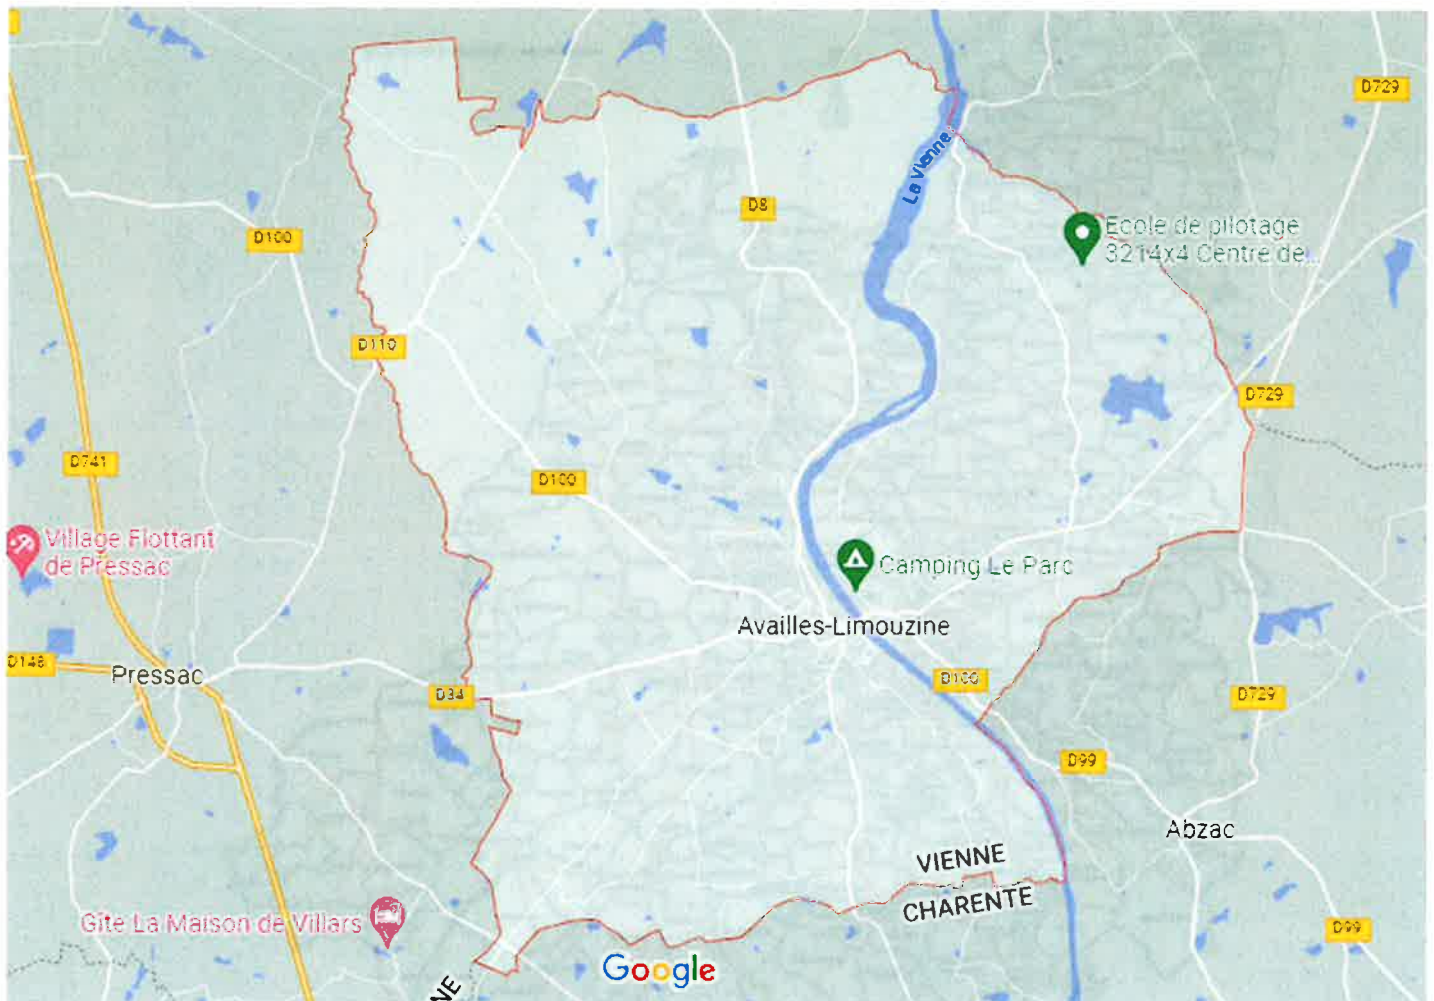 D729
La Vienne
D8
Ecole de pilotage
3214x4 Centre de...
D100
D110
D729
D741
D100
Village Flottant
de Pressac
Camping Le Parc
Availles-Limouzine
D148
Pressac
D34
D100
D729
D99
Abzac
VIENNE
CHARENTE
Gîte La Maison de Villars
D99
Google
NE